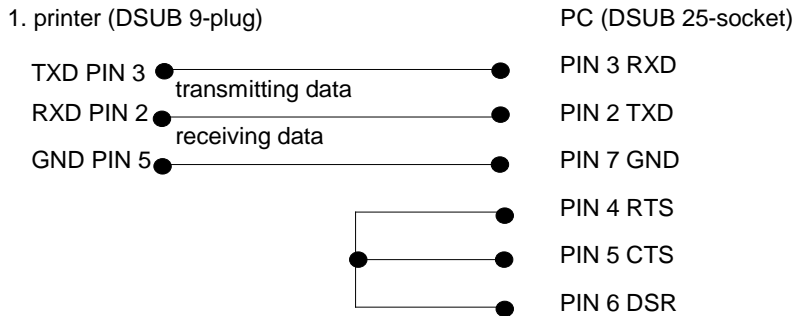 1. printer (DSUB 9-plug) PC (DSUB 25-socket)
TXD PIN 3 transmitting data PIN 3 RXD
RXD PIN 2 receiving data PIN 2 TXD
GND PIN 5 PIN 7 GND
PIN 4 RTS
PIN 5 CTS
PIN 6 DSR